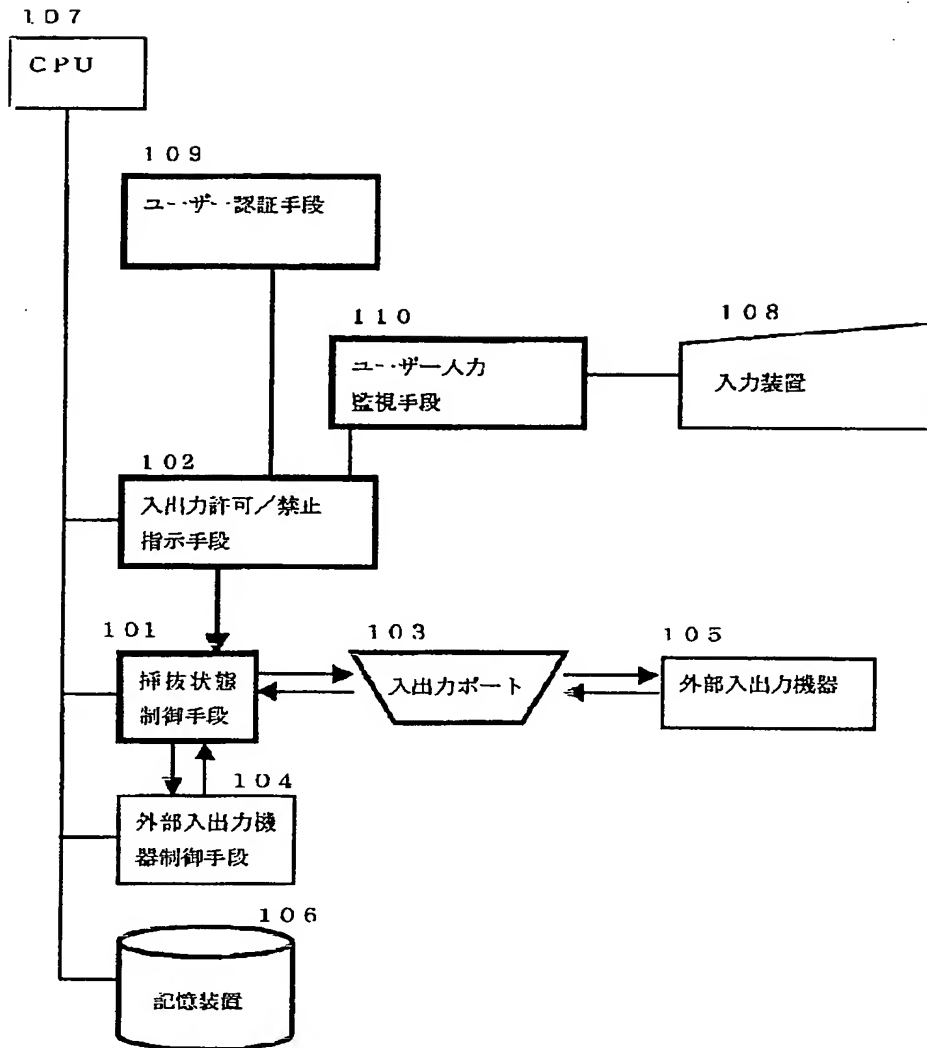 107
CPU
109
ユーザー認証手段
110
ユーザー入力
監視手段
108
入力装置
102
入出力許可／禁止
指示手段
101
挿抜状態
制御手段
103
入出力ポート
105
外部入出力機器
104
外部入出力機
器制御手段
106
記憶装置